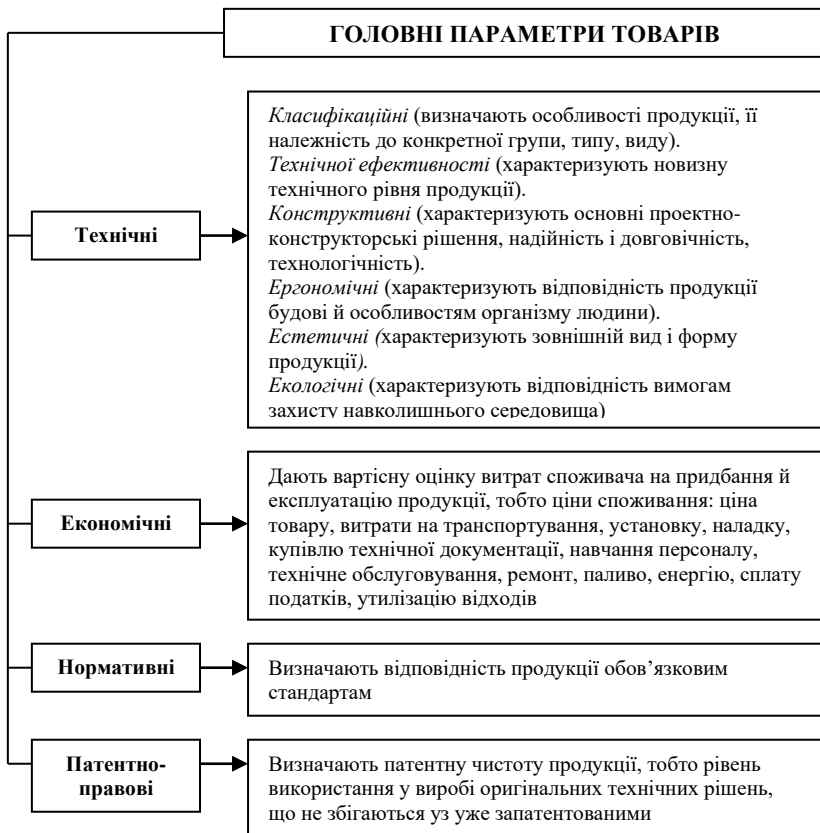 ГОЛОВНІ ПАРАМЕТРИ ТОВАРІВ
Технічні
Класифікаційні (визначають особливості продукції, її
належність до конкретної групи, типу, виду).
Технічної ефективності (характеризують новизну
технічного рівня продукції).
Конструктивні (характеризують основні проектно-
конструкторські рішення, надійність і довговічність,
технологічність).
Ергономічні (характеризують відповідність продукції
будові й особливостям організму людини).
Естетичні (характеризують зовнішній вид і форму
продукції).
Екологічні (характеризують відповідність вимогам
захисту навколишнього середовища)
Економічні
Дають вартісну оцінку витрат споживача на придбання й
експлуатацію продукції, тобто ціни споживання: ціна
товару, витрати на транспортування, установку, наладку,
купівлю технічної документації, навчання персоналу,
технічне обслуговування, ремонт, паливо, енергію, сплату
податків, утилізацію відходів
Нормативні
Визначають відповідність продукції обов’язковим
стандартам
Патентно-
правові
Визначають патентну чистоту продукції, тобто рівень
використання у виробі оригінальних технічних рішень,
що не збігаються уз уже запатентованими